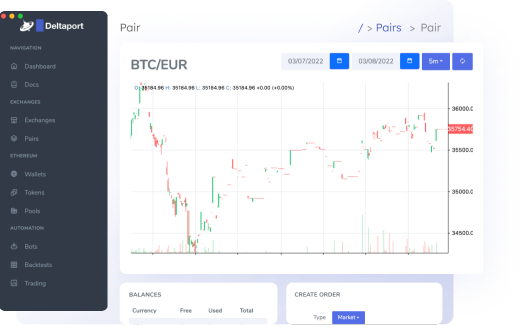 Deltaport
NAVIGATION
Dashboard
Docs
EXCHANGES
Exchanges
Pairs
ETHEREUM
Wallets
Tokens
Pools
AUTOMATION
Bots
Backtests
Trading
Pair
/ > Pairs > Pair
BTC/EUR
03/07/2022
03/08/2022
5m
O: 35184.96 H: 35184.96 L: 35184.96 C: 35184.96 +0.00 (+0.00%)
36000.0
35754.40
35500.0
35000.0
34500.0
BALANCES
Currency Free Used Total
CREATE ORDER
Type Market